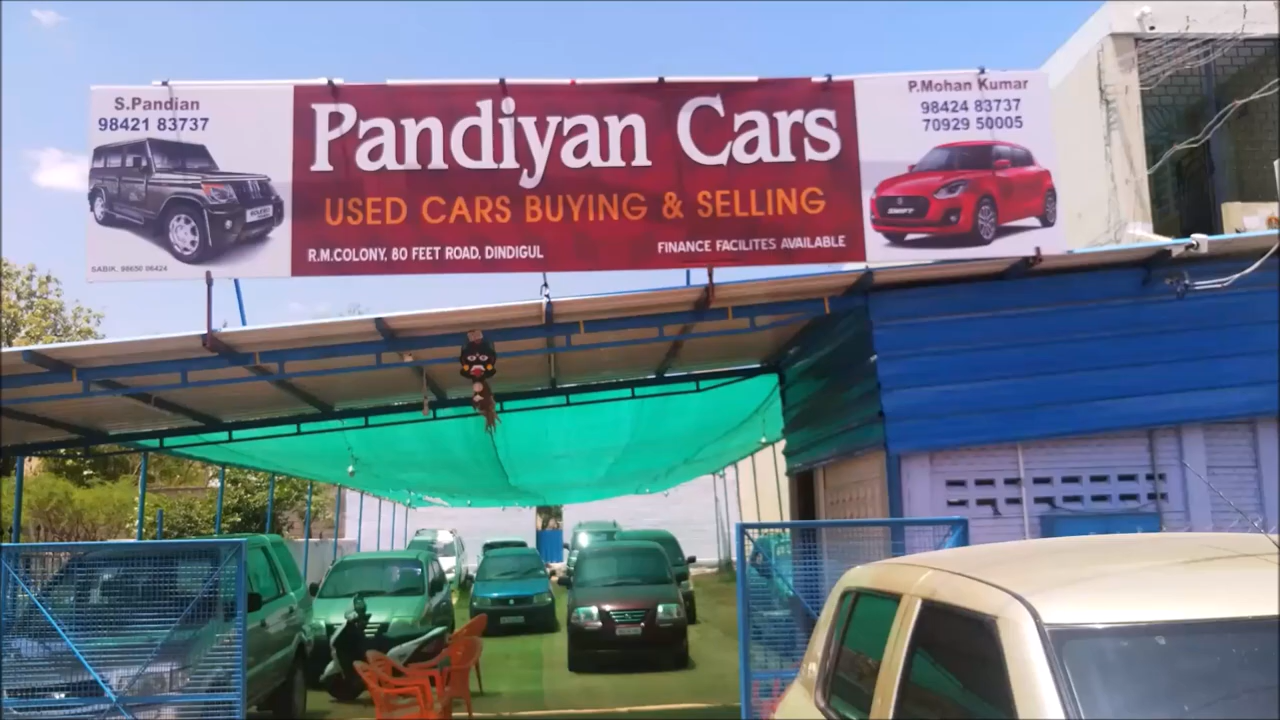 S.Pandian
98421 83737
Pandiyan Cars
USED CARS BUYING & SELLING
R.M.COLONY, 80 FEET ROAD, DINDIGUL
FINANCE FACILITES AVAILABLE
P.Mohan Kumar
98424 83737
70929 50005
SWIFT
SABIK. 98650 06424